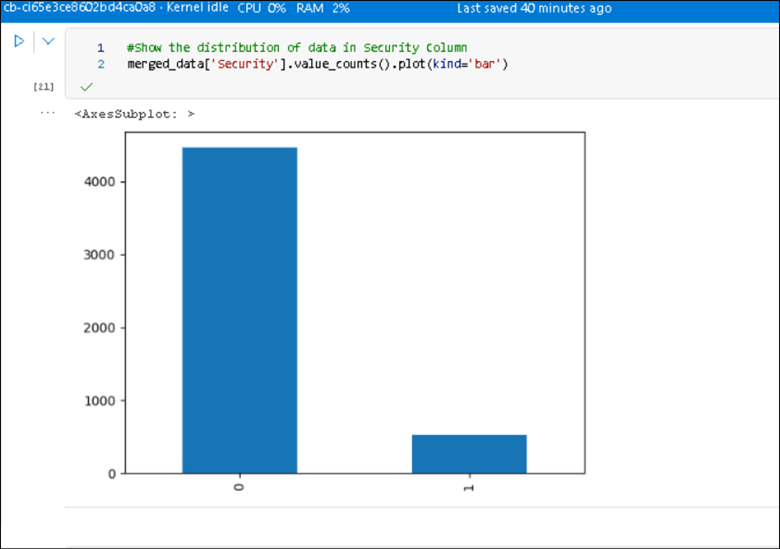 cb-ci65e3ce8602bd4ca0a8 · Kernel idle CPU 0% RAM 2% Last saved 40 minutes ago
1 #Show the distribution of data in Security Column
2 merged_data['Security'].value_counts().plot(kind='bar')
[21]
... <AxesSubplot: >
4000
3000
2000
1000
0
0 1